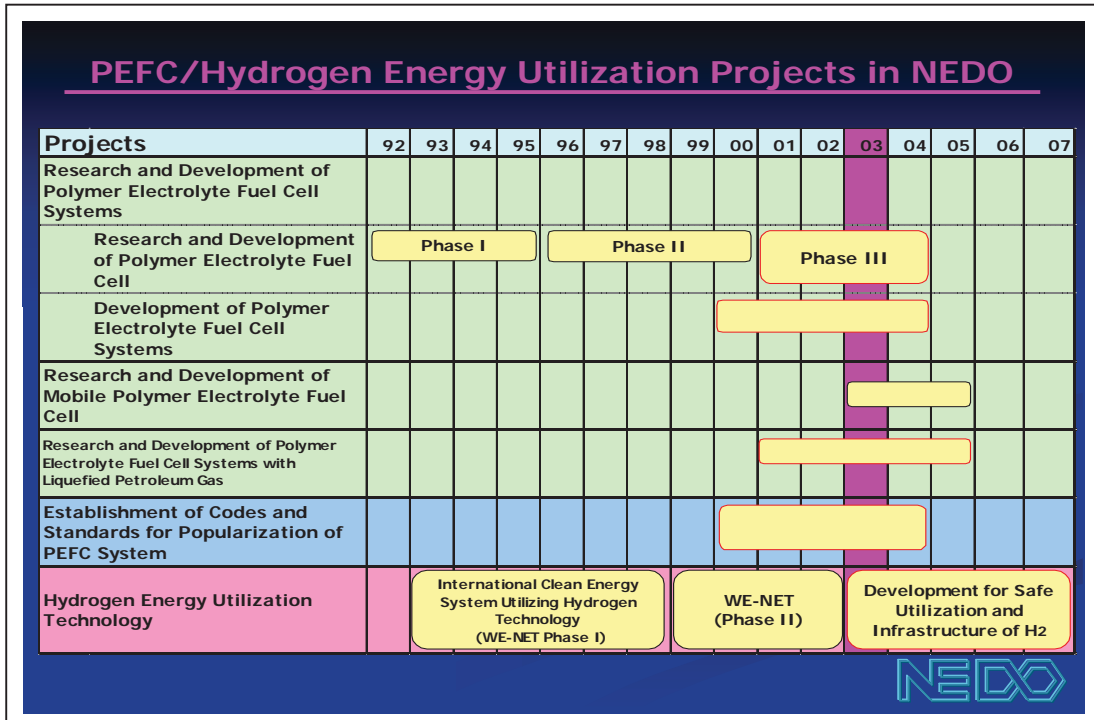 PEFC/Hydrogen Energy Utilization Projects in NEDO
Projects 92 93 94 95 96 97 98 99 00 01 02 03 04 05 06 07
Research and Development of
Polymer Electrolyte Fuel Cell
Systems
Research and Development
of Polymer Electrolyte Fuel
Cell
Phase I
Phase II
Phase III
Development of Polymer
Electrolyte Fuel Cell
Systems
Research and Development of
Mobile Polymer Electrolyte Fuel
Cell
Research and Development of Polymer
Electrolyte Fuel Cell Systems with
Liquefied Petroleum Gas
Establishment of Codes and
Standards for Popularization of
PEFC System
Hydrogen Energy Utilization
Technology
International Clean Energy
System Utilizing Hydrogen
Technology
(WE-NET Phase I)
WE-NET
(Phase II)
Development for Safe
Utilization and
Infrastructure of H2
NEDO